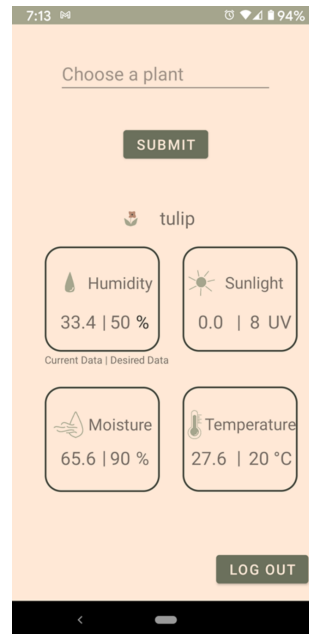 7:13 94%
Choose a plant
SUBMIT
tulip
Humidity
33.4 | 50 %
Sunlight
0.0 | 8 UV
Current Data | Desired Data
Moisture
65.6 | 90 %
Temperature
27.6 | 20 °C
LOG OUT